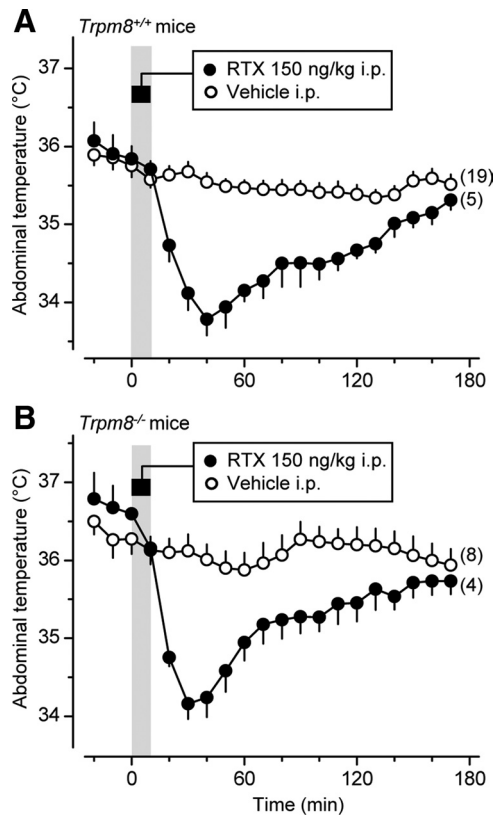 A
Trpm8+/+ mice
RTX 150 ng/kg i.p.
Vehicle i.p.
Abdominal temperature (°C)
37
36
35
34
(19)
(5)
0
60
120
180
B
Trpm8-/- mice
RTX 150 ng/kg i.p.
Vehicle i.p.
Abdominal temperature (°C)
37
36
35
34
(8)
(4)
0
60
120
180
Time (min)